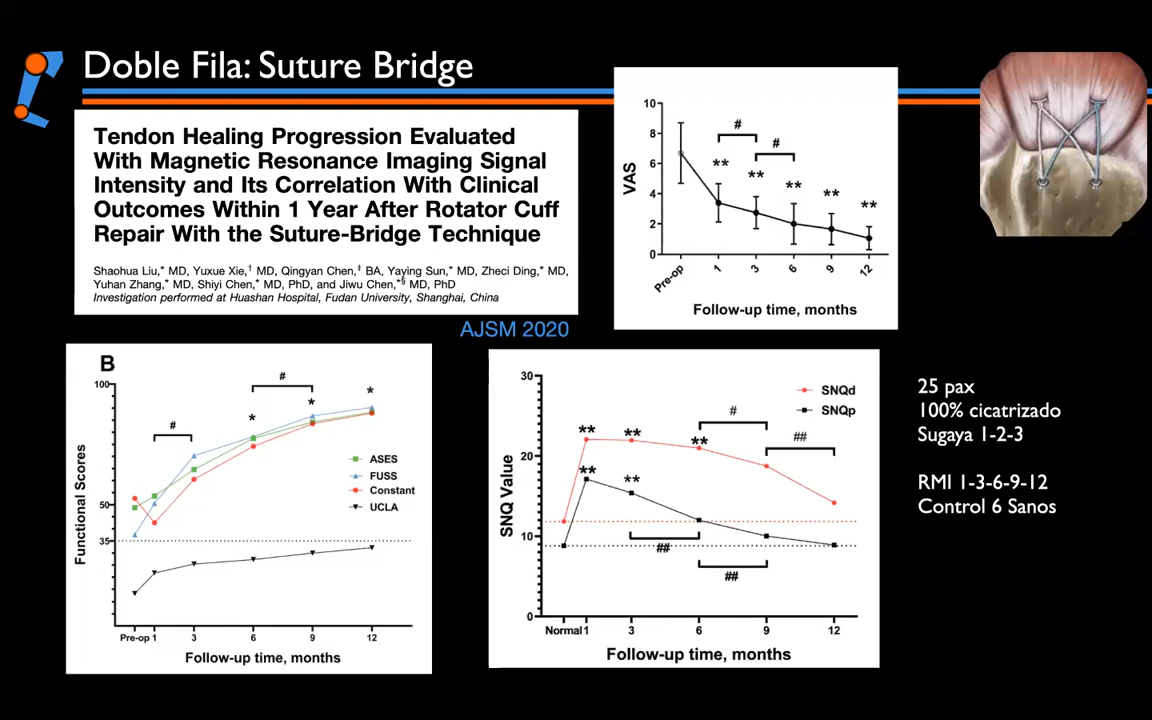 Doble Fila: Suture Bridge
Tendon Healing Progression Evaluated
With Magnetic Resonance Imaging Signal
Intensity and Its Correlation With Clinical
Outcomes Within 1 Year After Rotator Cuff
Repair With the Suture-Bridge Technique
Shaohua Liu,* MD, Yuxue Xie,† MD, Qingyan Chen,‡ BA, Yaying Sun,* MD, Zheci Ding,* MD,
Yuhan Zhang,* MD, Shiyi Chen,* MD, PhD, and Jiwu Chen,*§ MD, PhD
Investigation performed at Huashan Hospital, Fudan University, Shanghai, China
AJSM 2020
VAS
10
8
6
4
2
0
#
#
**
**
**
**
**
Pre-op 1 3 6 9 12
Follow-up time, months
B
Functional Scores
100
50
35
#
#
*
*
*
ASES
FUSS
Constant
UCLA
Pre-op 1 3 6 9 12
Follow-up time, months
SNQ Value
30
20
10
0
SNQd
SNQp
**
**
**
**
**
#
##
##
##
Normal 1 3 6 9 12
Follow-up time, months
25 pax
100% cicatrizado
Sugaya 1-2-3
RMI 1-3-6-9-12
Control 6 Sanos